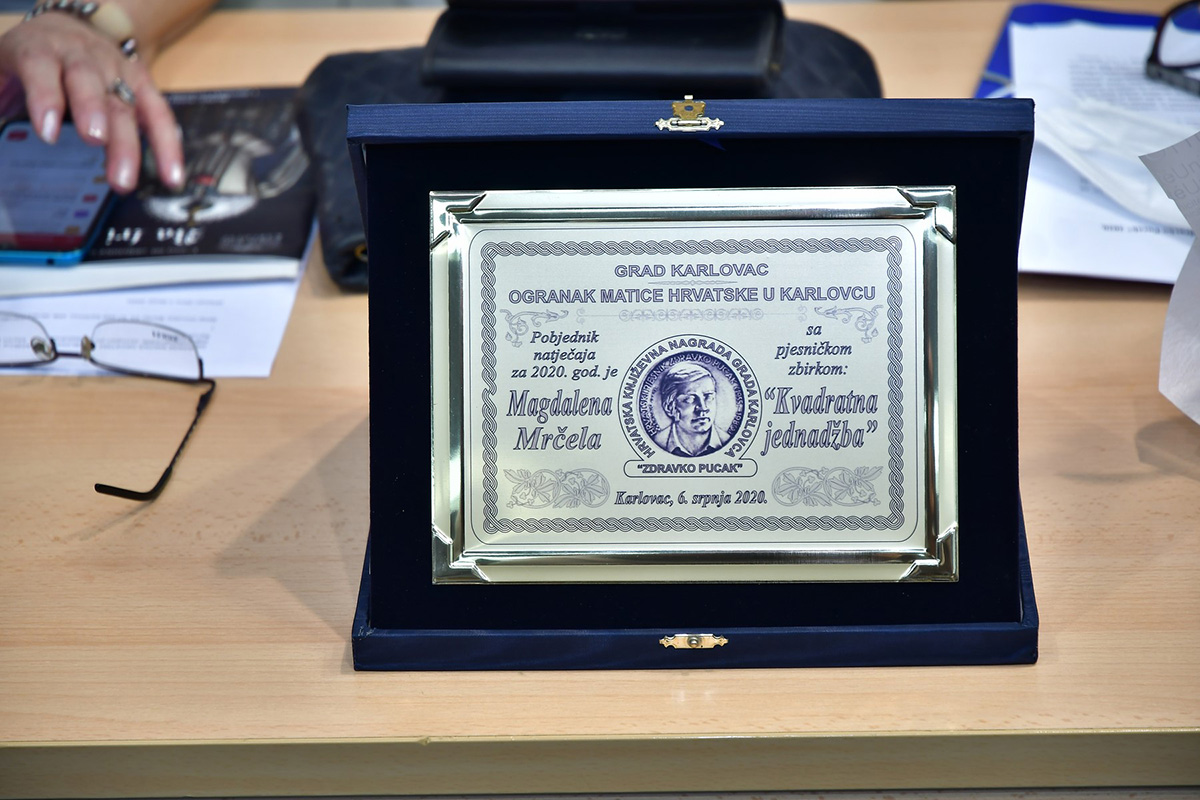 GRAD KARLOVAC
OGRANAK MATICE HRVATSKE U KARLOVCU
Pobjednik
natječaja
za 2020. god. je
Magdalena
Mrčela
HRVATSKA KNJIŽEVNA NAGRADA GRADA KARLOVCA
"ZDRAVKO PUCAK"
sa
pjesničkom
zbirkom:
“Kvadratna
jednadžba”
Karlovac, 6. srpnja 2020.